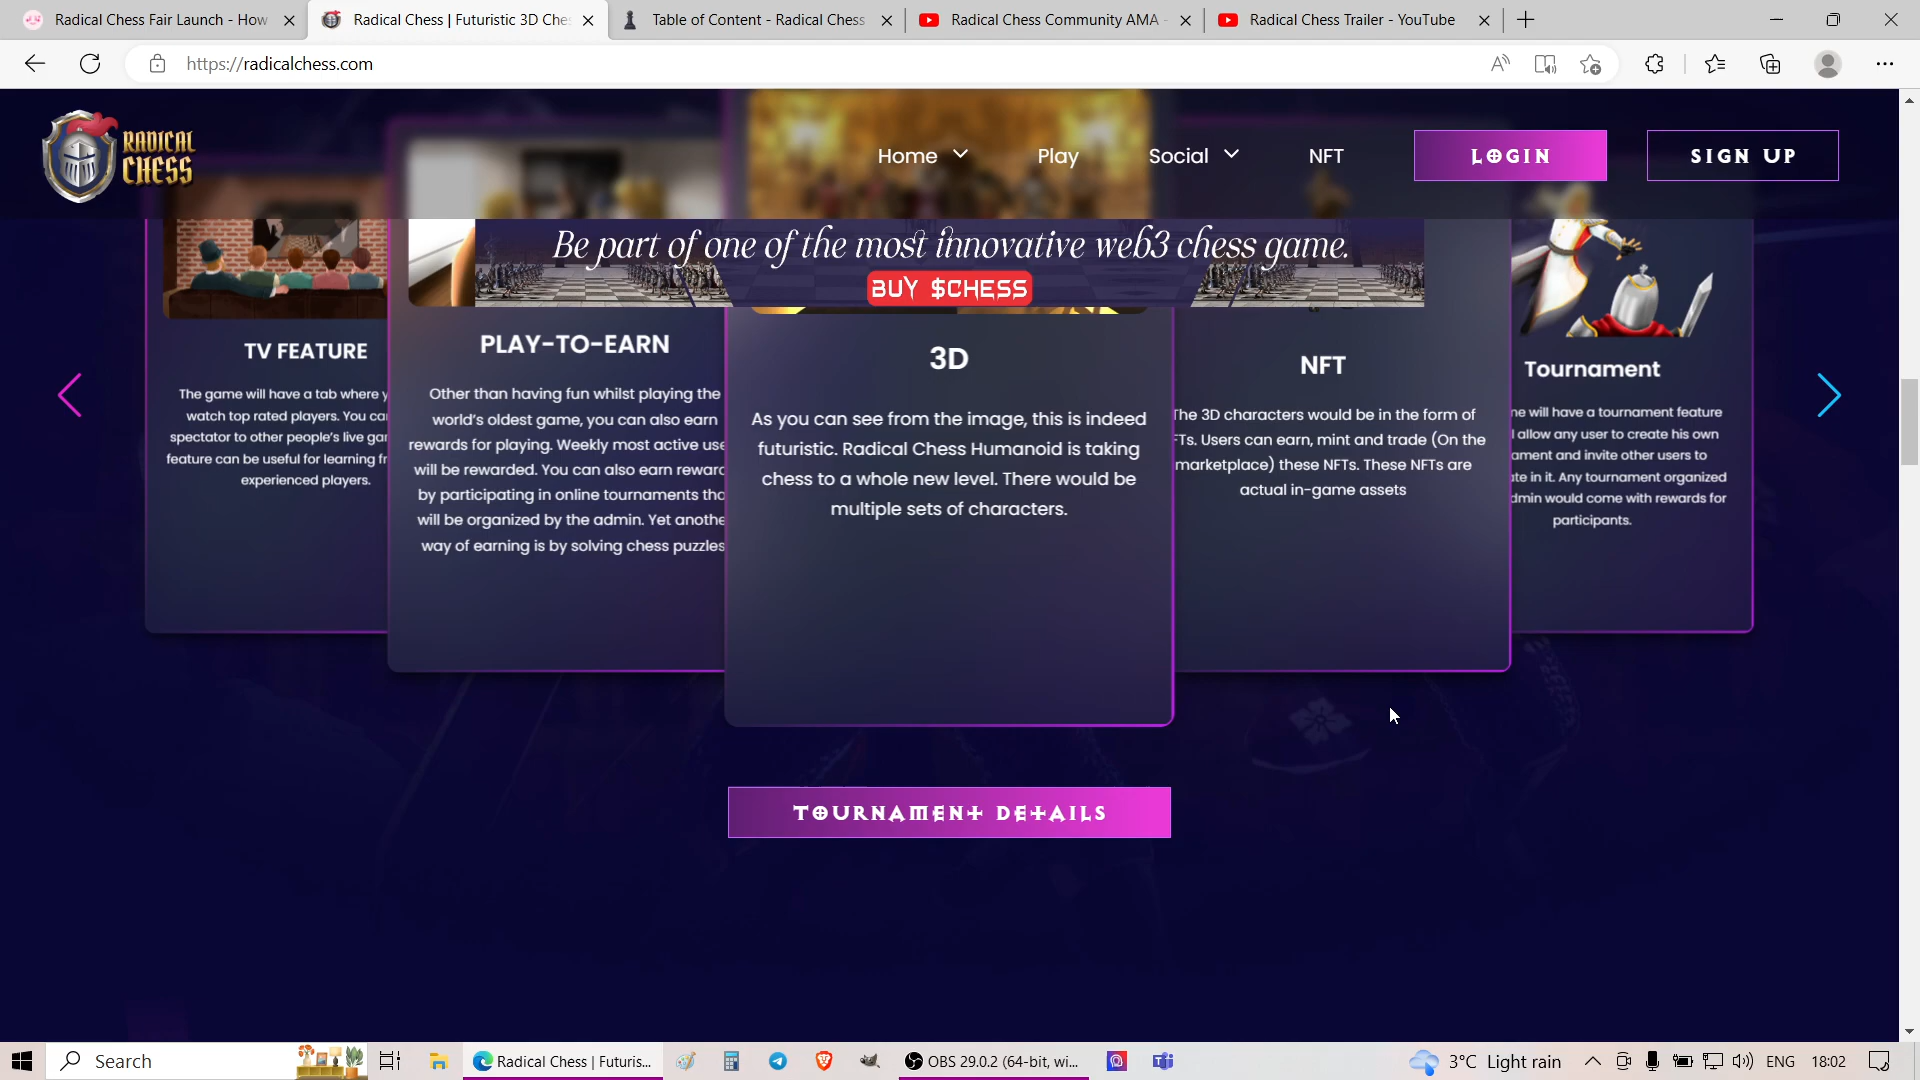 Radical Chess Fair Launch - How
Radical Chess | Futuristic 3D Che
Table of Content - Radical Chess
Radical Chess Community AMA -
Radical Chess Trailer - YouTube
https://radicalchess.com
RADICAL
CHESS
Home
Play
Social
NFT
LOGIN
SIGN UP
Be part of one of the most innovative web3 chess game.
BUY $CHESS
TV FEATURE
The game will have a tab where y
watch top rated players. You can
spectator to other people's live gam
feature can be useful for learning fr
experienced players.
PLAY-TO-EARN
Other than having fun whilst playing the
world's oldest game, you can also earn
rewards for playing. Weekly most active use
will be rewarded. You can also earn reward
by participating in online tournaments tha
will be organized by the admin. Yet anothe
way of earning is by solving chess puzzles
3D
As you can see from the image, this is indeed
futuristic. Radical Chess Humanoid is taking
chess to a whole new level. There would be
multiple sets of characters.
NFT
The 3D characters would be in the form of
FTs. Users can earn, mint and trade (On the
marketplace) these NFTs. These NFTs are
actual in-game assets
Tournament
me will have a tournament feature
l allow any user to create his own
ament and invite other users to
ate in it. Any tournament organized
dmin would come with rewards for
participants.
TOURNAMENT DETAILS
Search
Radical Chess | Futuris...
OBS 29.0.2 (64-bit, wi...
3°C Light rain
ENG
18:02